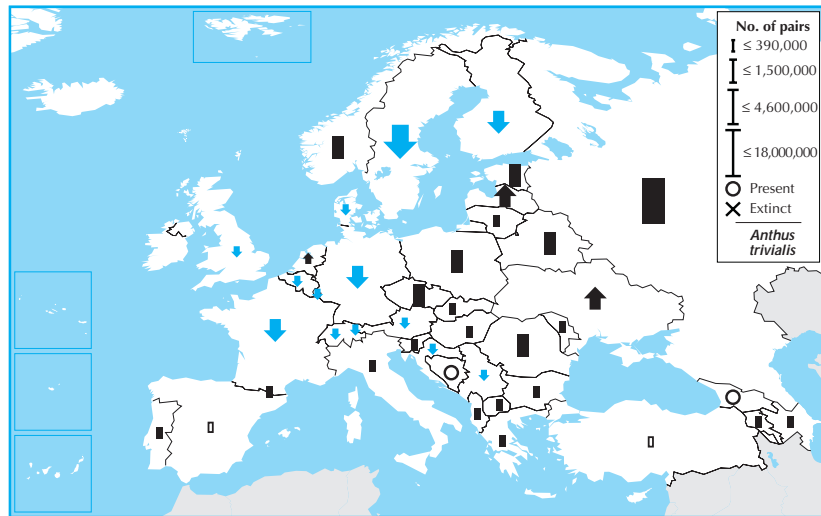 No. of pairs
≤ 390,000
≤ 1,500,000
≤ 4,600,000
≤ 18,000,000
Present
Extinct
Anthus
trivialis